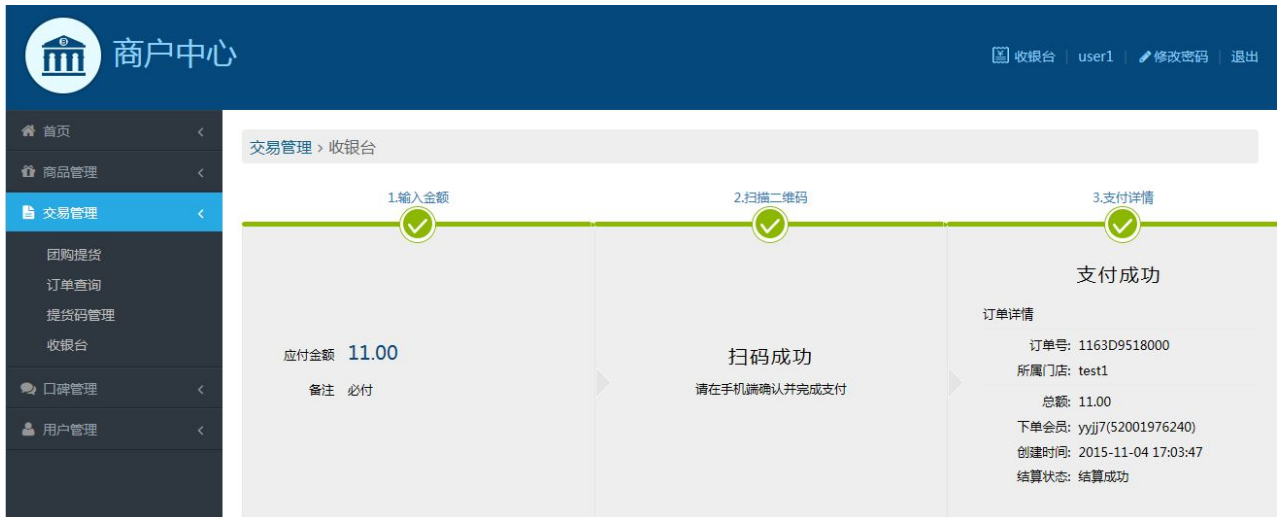 商户中心
收银台 | user1 | 修改密码 | 退出
首页
商品管理
交易管理
团购提货
订单查询
提货码管理
收银台
口碑管理
用户管理
交易管理 › 收银台
1.输入金额
2.扫描二维码
3.支付详情
应付金额 11.00
备注 必付
扫码成功
请在手机端确认并完成支付
支付成功
订单详情
订单号: 1163D9518000
所属门店: test1
总额: 11.00
下单会员: yyjj7(52001976240)
创建时间: 2015-11-04 17:03:47
结算状态: 结算成功